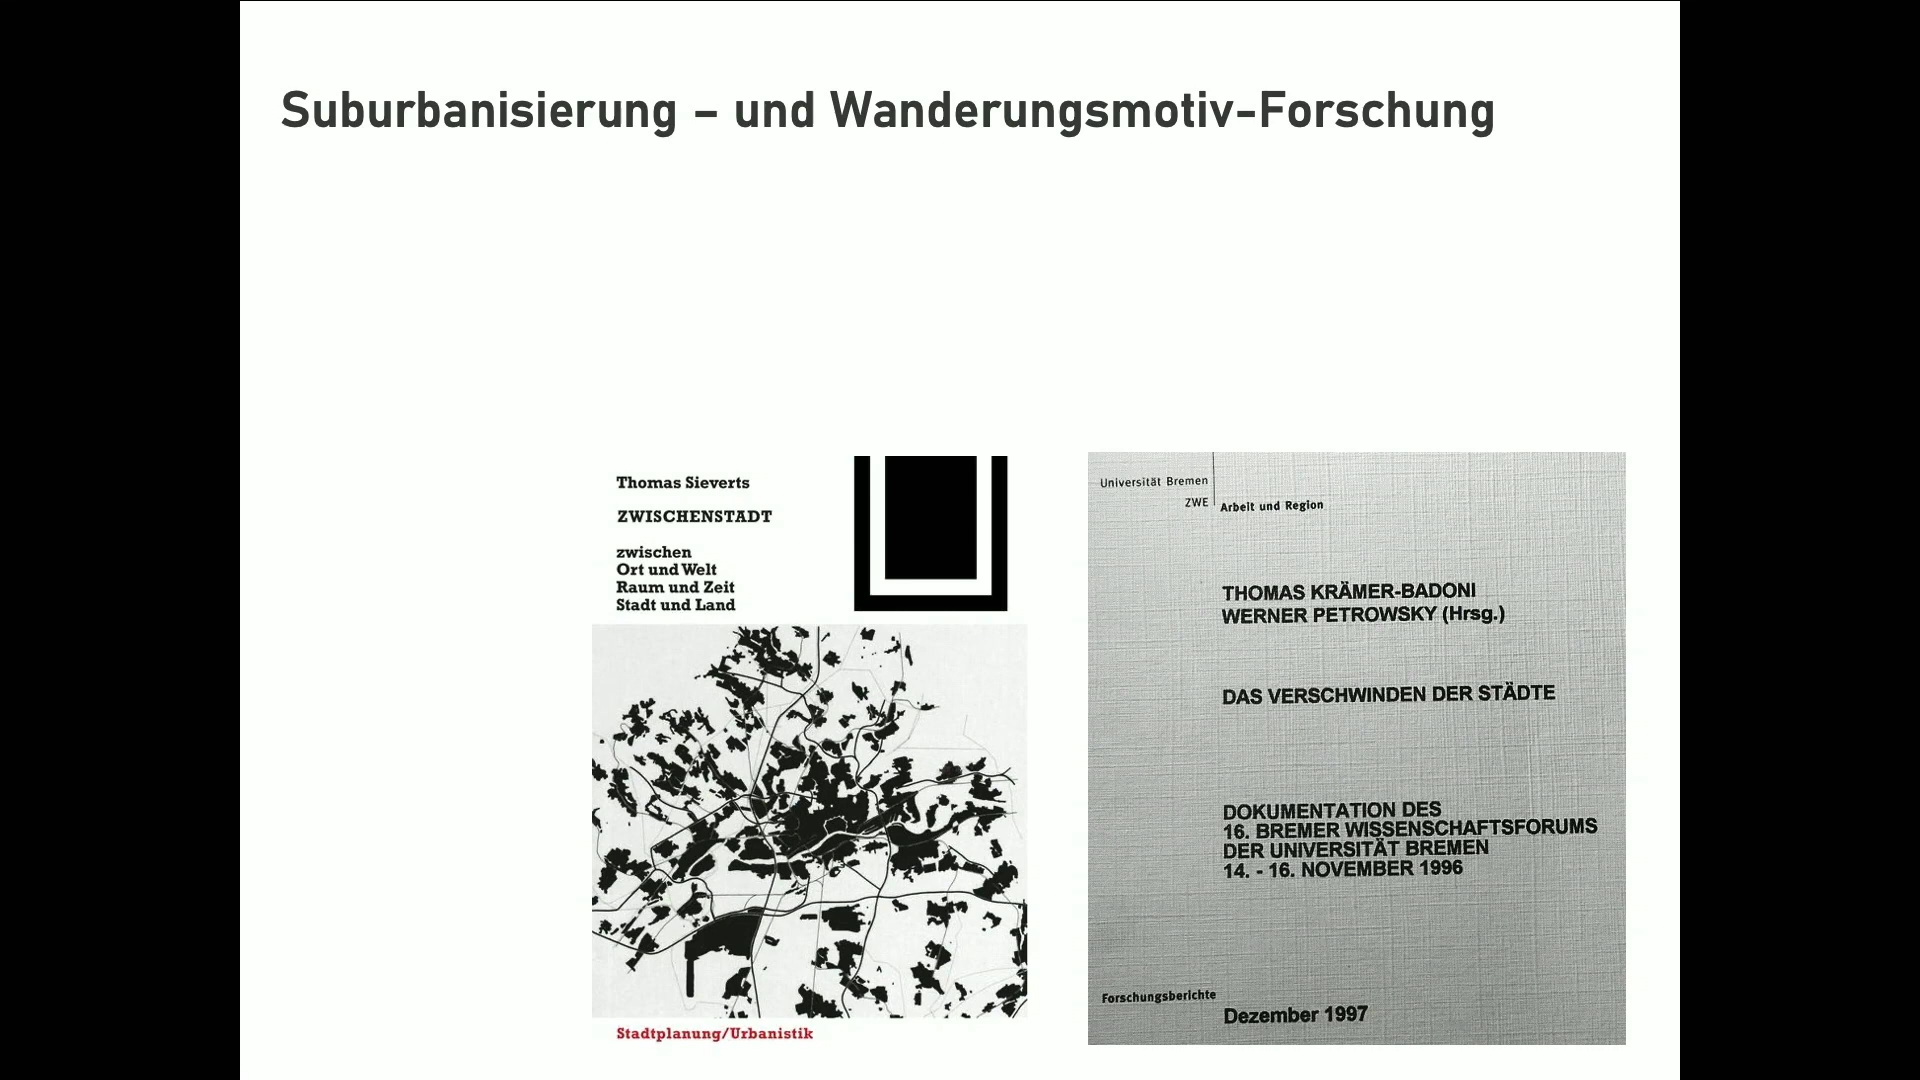 Suburbanisierung – und Wanderungsmotiv-Forschung
Thomas Sieverts
ZWISCHENSTADT
zwischen
Ort und Welt
Raum und Zeit
Stadt und Land
Stadtplanung/Urbanistik
Universität Bremen
ZWE
Arbeit und Region
THOMAS KRÄMER-BADONI
WERNER PETROWSKY (Hrsg.)
DAS VERSCHWINDEN DER STÄDTE
DOKUMENTATION DES
16. BREMER WISSENSCHAFTSFORUMS
DER UNIVERSITÄT BREMEN
14. - 16. NOVEMBER 1996
Forschungsberichte
Dezember 1997